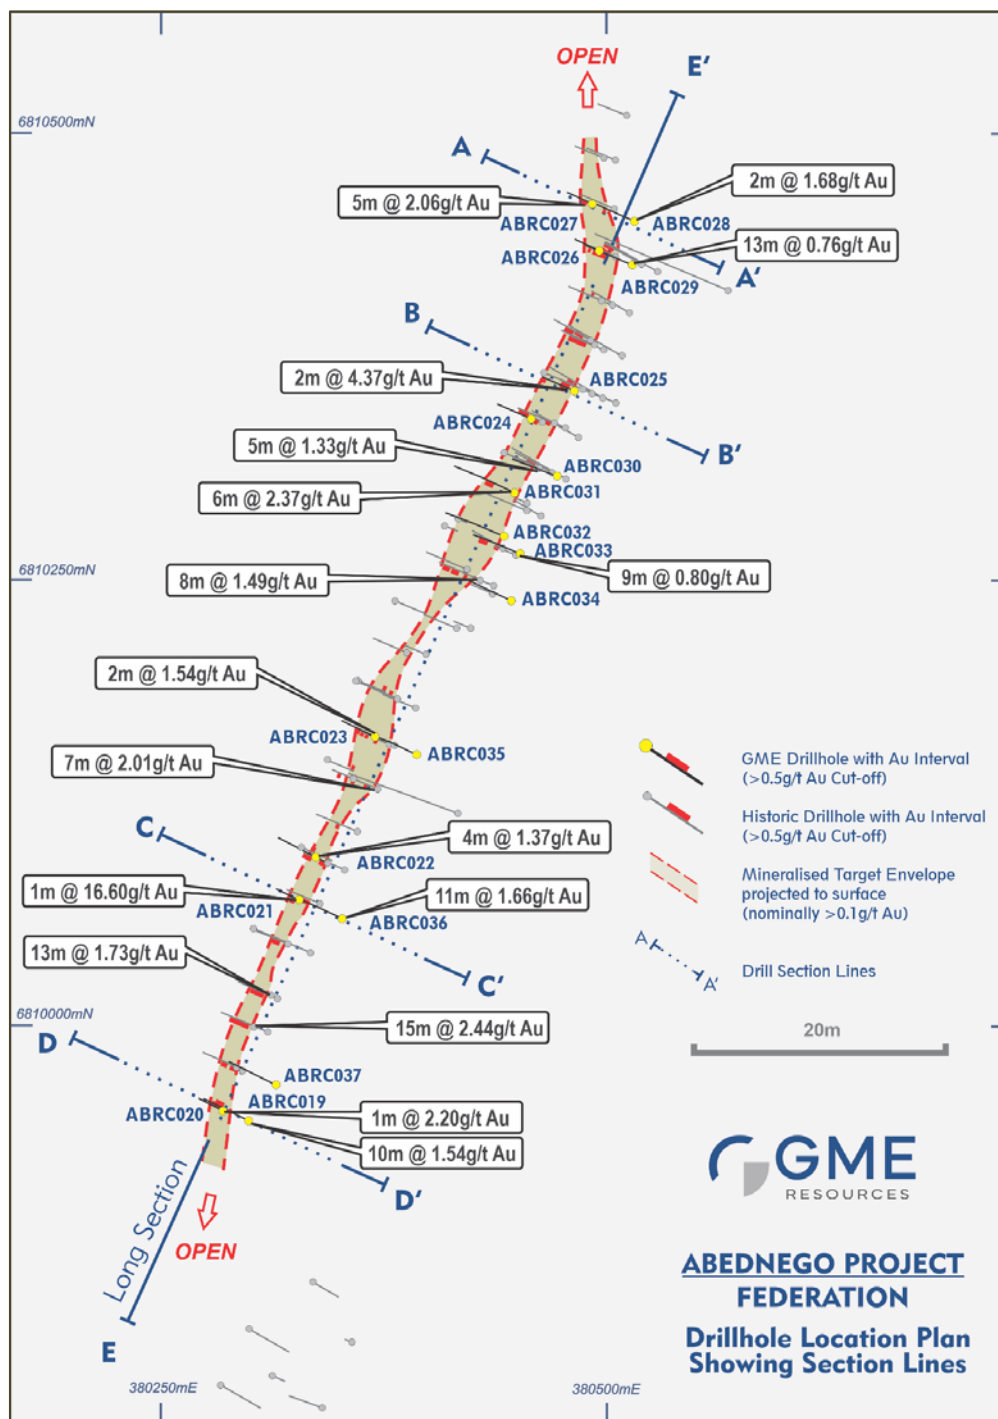 OPEN
E'
6810500mN
A
2m @ 1.68g/t Au
5m @ 2.06g/t Au
ABRC027
ABRC028
13m @ 0.76g/t Au
ABRC026
A'
ABRC029
B
2m @ 4.37g/t Au
ABRC025
ABRC024
5m @ 1.33g/t Au
B'
ABRC030
6m @ 2.37g/t Au
ABRC031
ABRC032
ABRC033
6810250mN
8m @ 1.49g/t Au
9m @ 0.80g/t Au
ABRC034
2m @ 1.54g/t Au
ABRC023
ABRC035
7m @ 2.01g/t Au
GME Drillhole with Au Interval
(>0.5g/t Au Cut-off)
Historic Drillhole with Au Interval
(>0.5g/t Au Cut-off)
C
4m @ 1.37g/t Au
ABRC022
Mineralised Target Envelope
projected to surface
(nominally >0.1g/t Au)
1m @ 16.60g/t Au
11m @ 1.66g/t Au
ABRC021
ABRC036
A
13m @ 1.73g/t Au
Drill Section Lines
C'
A'
6810000mN
15m @ 2.44g/t Au
20m
D
ABRC037
ABRC019
ABRC020
1m @ 2.20g/t Au
10m @ 1.54g/t Au
D'
GME
RESOURCES
Long Section
OPEN
ABEDNEGO PROJECT
FEDERATION
Drillhole Location Plan
Showing Section Lines
E
380250mE
380500mE